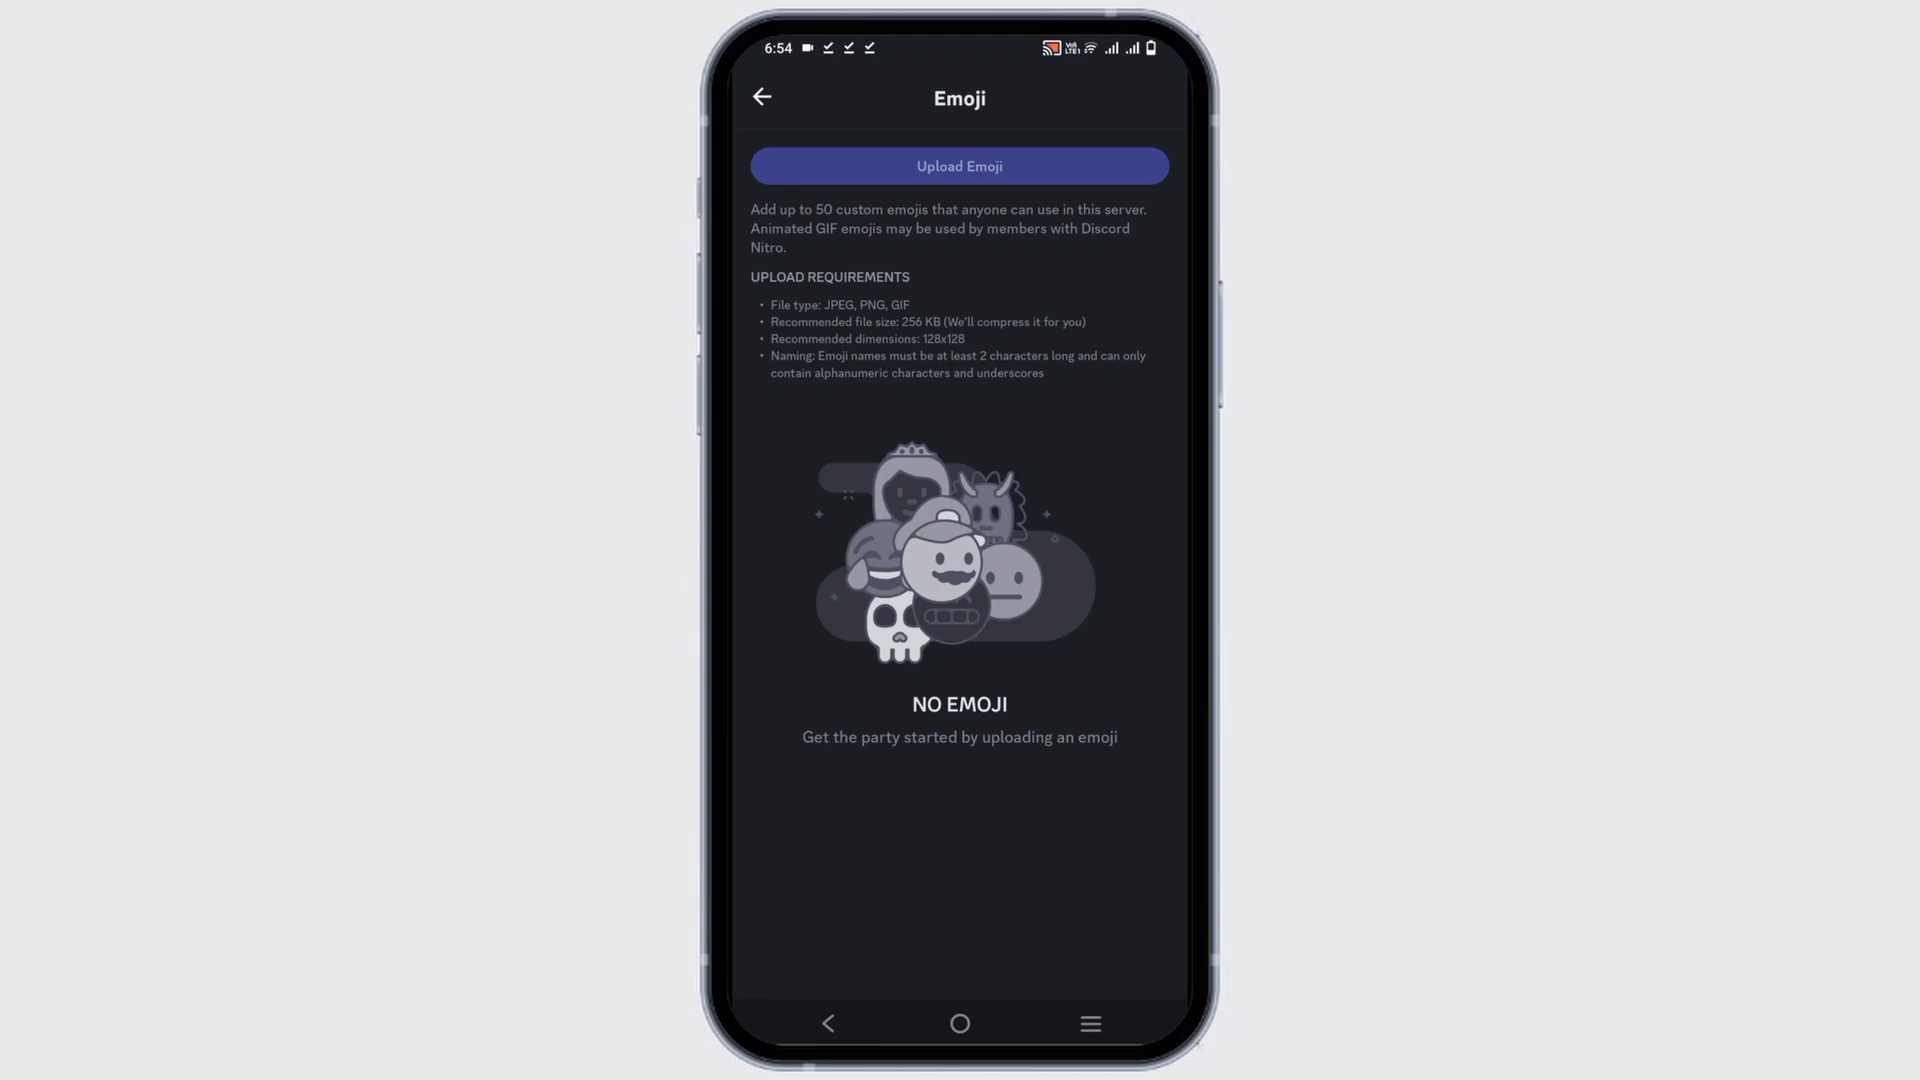 6:54
Emoji
Upload Emoji
Add up to 50 custom emojis that anyone can use in this server.
Animated GIF emojis may be used by members with Discord
Nitro.
UPLOAD REQUIREMENTS
• File type: JPEG, PNG, GIF
• Recommended file size: 256 KB (We'll compress it for you)
• Recommended dimensions: 128x128
• Naming: Emoji names must be at least 2 characters long and can only
contain alphanumeric characters and underscores
NO EMOJI
Get the party started by uploading an emoji